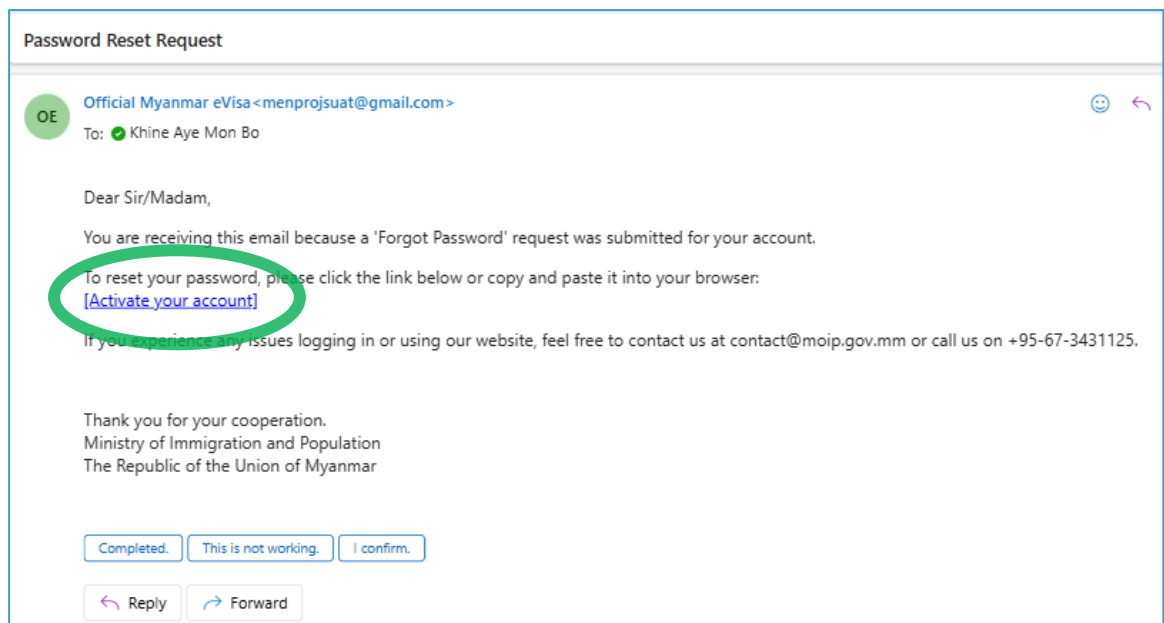 Password Reset Request
OE
Official Myanmar eVisa<menprojsuat@gmail.com>
To: Khine Aye Mon Bo
Dear Sir/Madam,
You are receiving this email because a 'Forgot Password' request was submitted for your account.
To reset your password, please click the link below or copy and paste it into your browser:
[Activate your account]
If you experience any issues logging in or using our website, feel free to contact us at contact@moip.gov.mm or call us on +95-67-3431125.
Thank you for your cooperation.
Ministry of Immigration and Population
The Republic of the Union of Myanmar
Completed. This is not working. I confirm.
Reply Forward